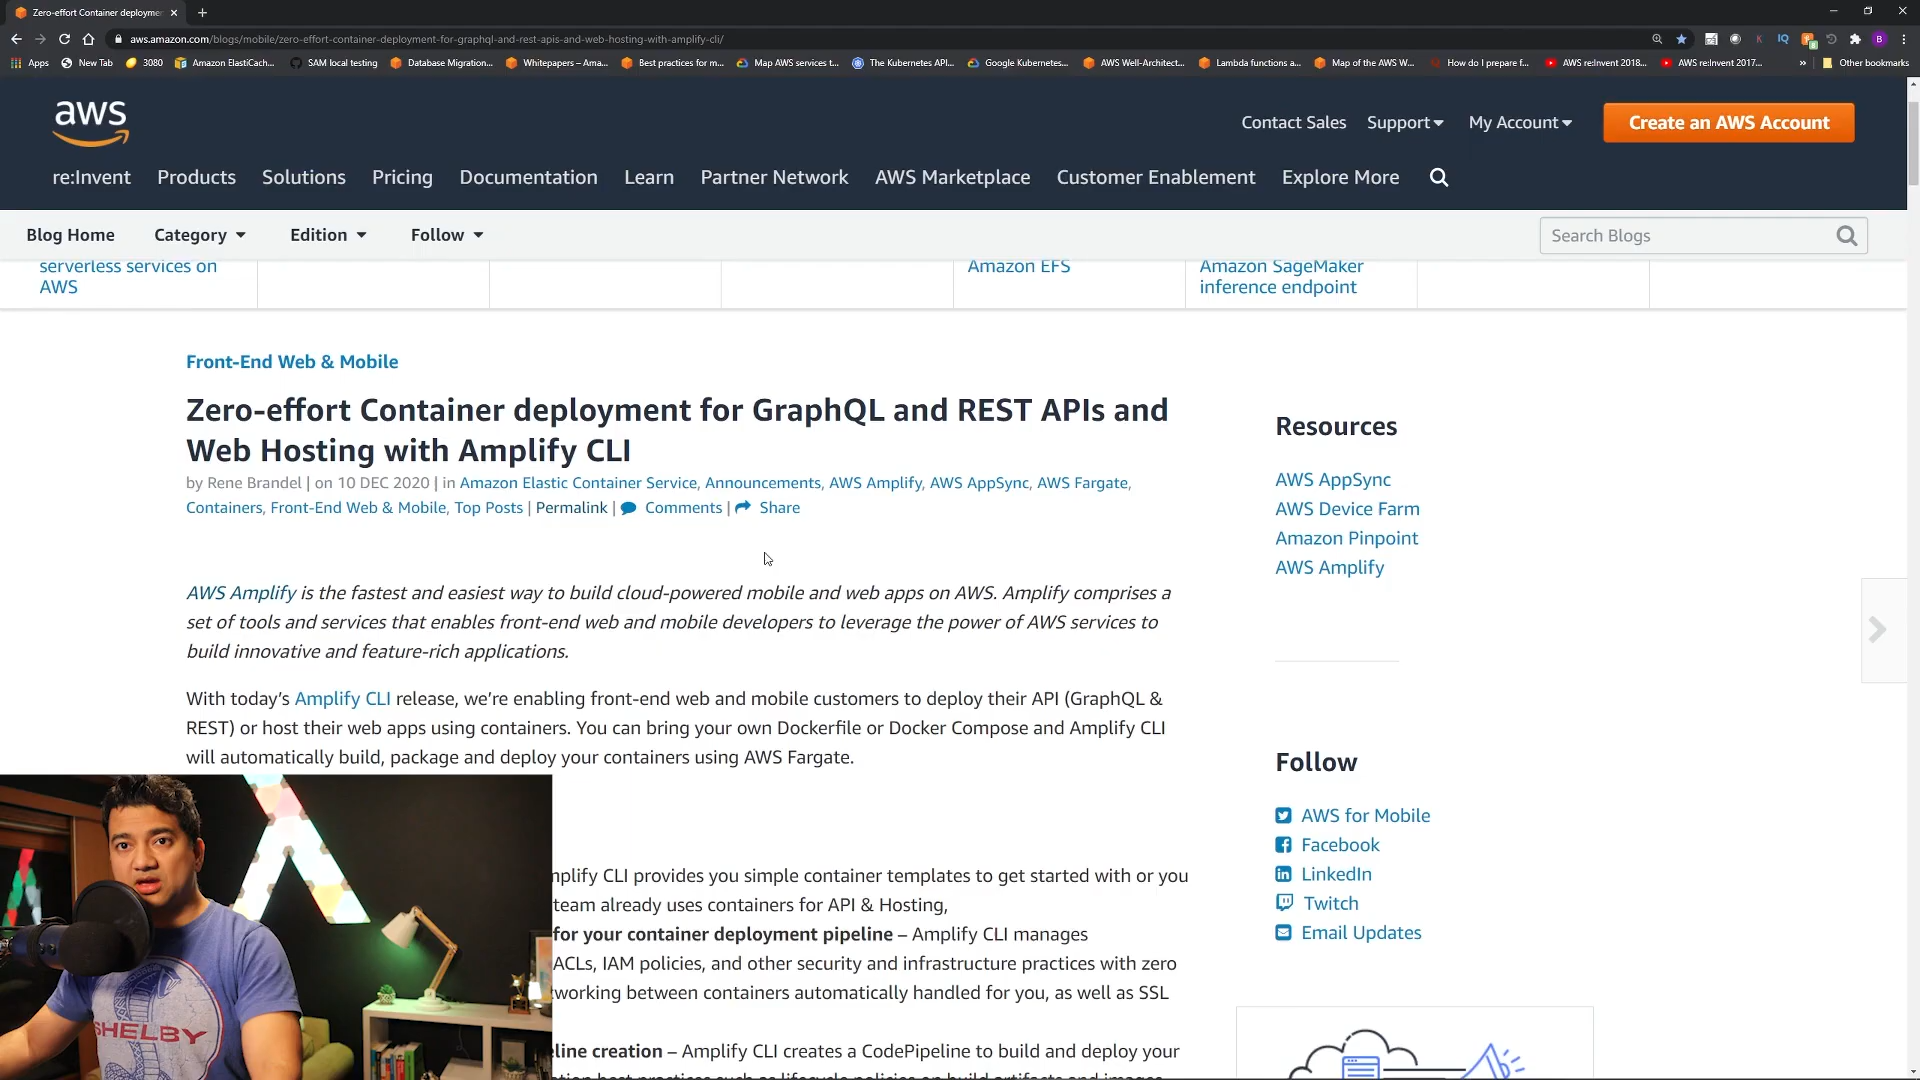 Zero-effort Container deploymen
aws.amazon.com/blogs/mobile/zero-effort-container-deployment-for-graphql-and-rest-apis-and-web-hosting-with-amplify-cli/
Apps New Tab 3080 Amazon ElastiCach... SAM local testing Database Migration... Whitepapers – Ama... Best practices for m... Map AWS services t... The Kubernetes API... Google Kubernetes... AWS Well-Architect... Lambda functions a... Map of the AWS W... How do I prepare f... AWS re:Invent 2018... AWS re:Invent 2017... » Other bookmarks
aws
Contact Sales Support My Account Create an AWS Account
re:Invent Products Solutions Pricing Documentation Learn Partner Network AWS Marketplace Customer Enablement Explore More
Blog Home Category Edition Follow Search Blogs
serverless services on
AWS
Amazon EFS
Amazon SageMaker
inference endpoint
Front-End Web & Mobile
Zero-effort Container deployment for GraphQL and REST APIs and
Web Hosting with Amplify CLI
by Rene Brandel | on 10 DEC 2020 | in Amazon Elastic Container Service, Announcements, AWS Amplify, AWS AppSync, AWS Fargate,
Containers, Front-End Web & Mobile, Top Posts | Permalink | Comments | Share
AWS Amplify is the fastest and easiest way to build cloud-powered mobile and web apps on AWS. Amplify comprises a
set of tools and services that enables front-end web and mobile developers to leverage the power of AWS services to
build innovative and feature-rich applications.
With today's Amplify CLI release, we're enabling front-end web and mobile customers to deploy their API (GraphQL &
REST) or host their web apps using containers. You can bring your own Dockerfile or Docker Compose and Amplify CLI
will automatically build, package and deploy your containers using AWS Fargate.
mplify CLI provides you simple container templates to get started with or you
team already uses containers for API & Hosting,
for your container deployment pipeline – Amplify CLI manages
ACLs, IAM policies, and other security and infrastructure practices with zero
tworking between containers automatically handled for you, as well as SSL
line creation – Amplify CLI creates a CodePipeline to build and deploy your
Resources
AWS AppSync
AWS Device Farm
Amazon Pinpoint
AWS Amplify
Follow
AWS for Mobile
Facebook
LinkedIn
Twitch
Email Updates
SHELBY